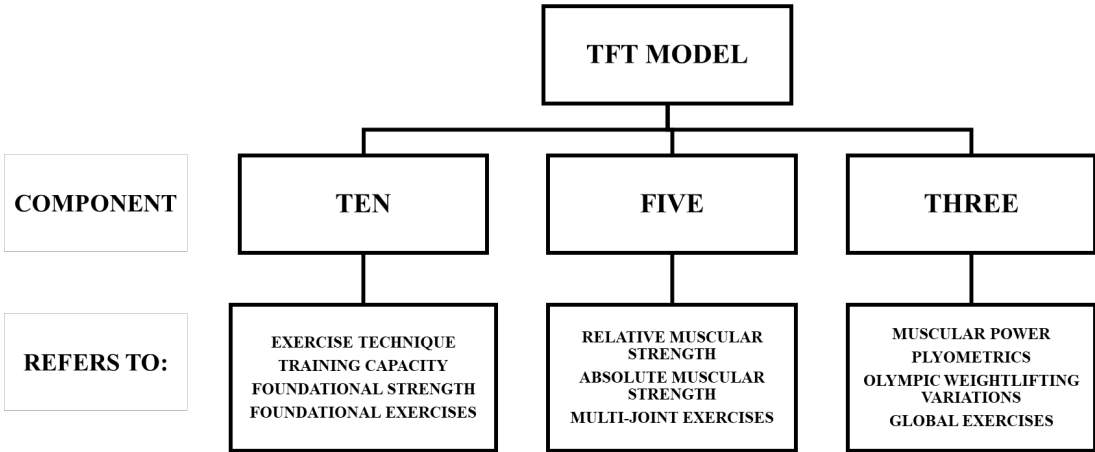 TFT MODEL
COMPONENT
TEN
FIVE
THREE
REFERS TO:
EXERCISE TECHNIQUE
TRAINING CAPACITY
FOUNDATIONAL STRENGTH
FOUNDATIONAL EXERCISES
RELATIVE MUSCULAR
STRENGTH
ABSOLUTE MUSCULAR
STRENGTH
MULTI-JOINT EXERCISES
MUSCULAR POWER
PLYOMETRICS
OLYMPIC WEIGHTLIFTING
VARIATIONS
GLOBAL EXERCISES